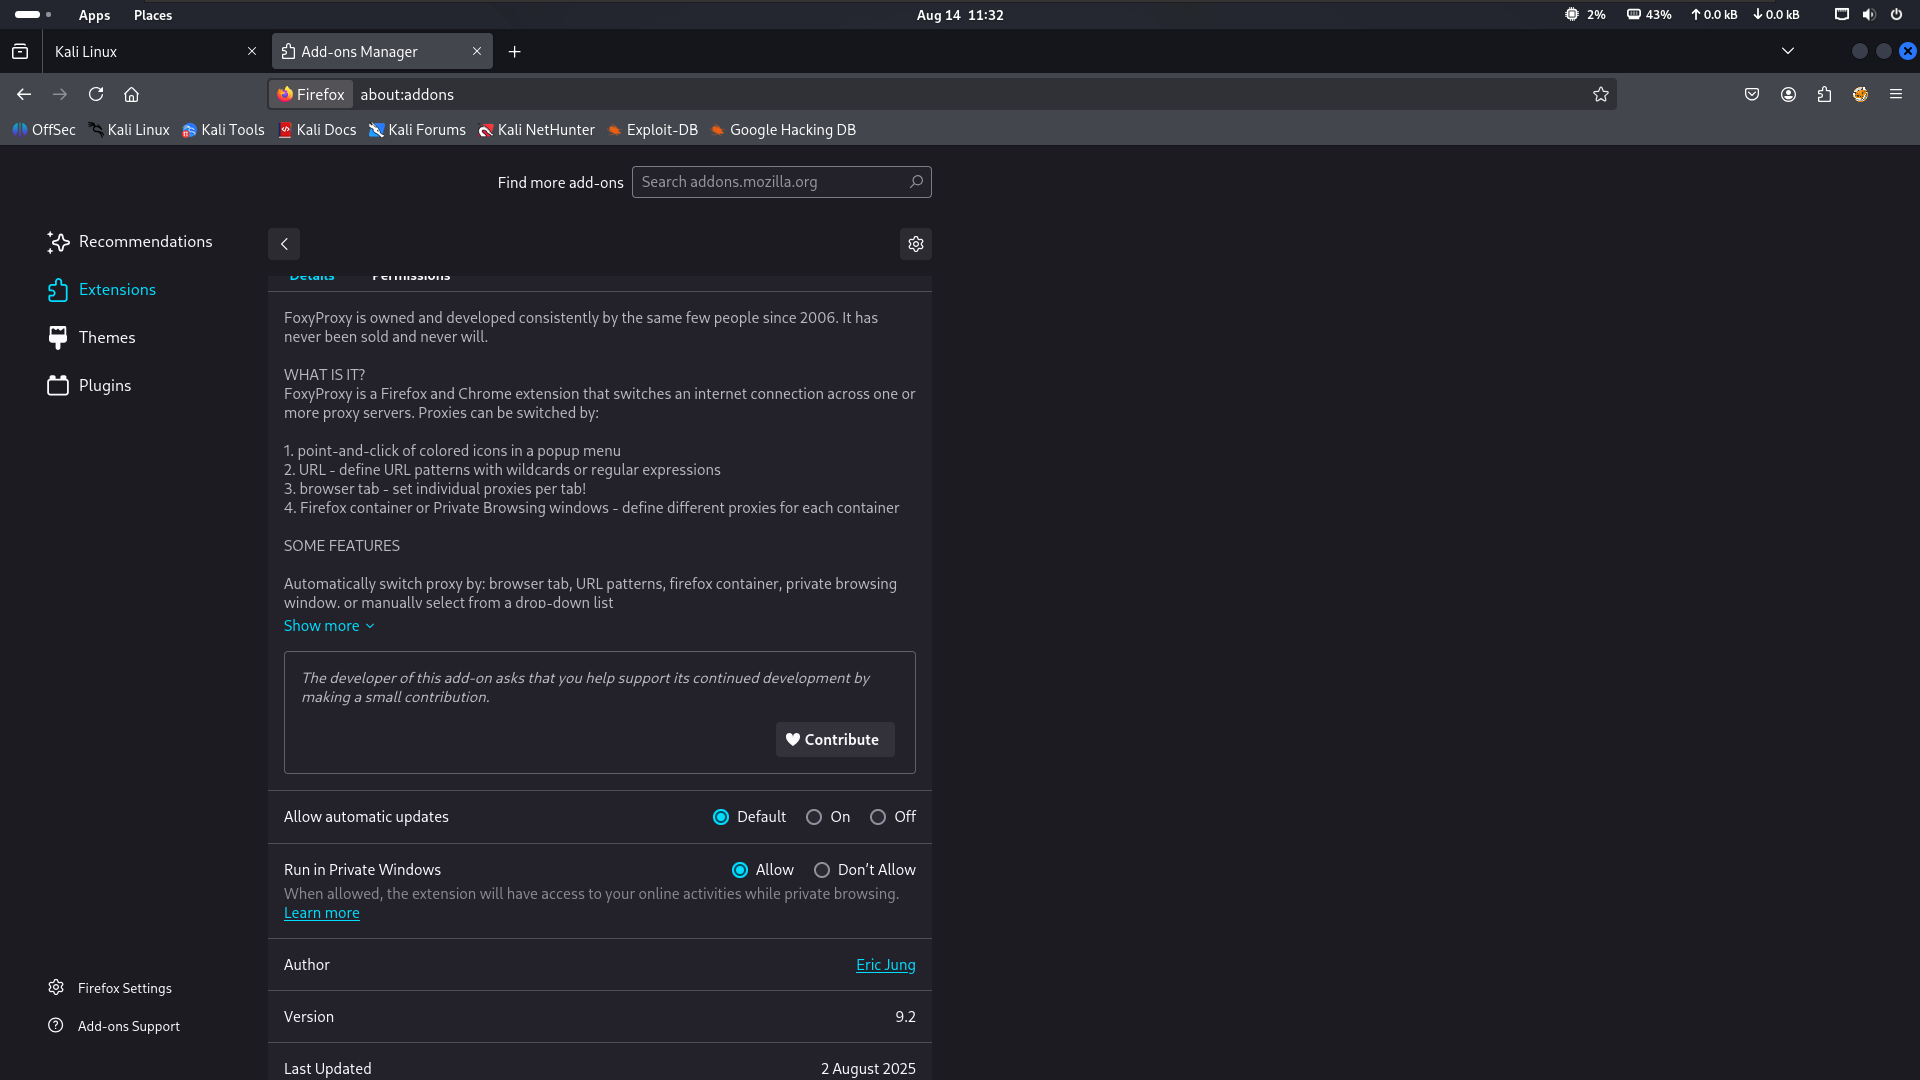 Apps Places Aug 14 11:32 2% 43% 0.0 kB 0.0 kB
Kali Linux Add-ons Manager
Firefox about:addons
OffSec Kali Linux Kali Tools Kali Docs Kali Forums Kali NetHunter Exploit-DB Google Hacking DB
Find more add-ons Search addons.mozilla.org
Recommendations
Extensions
Themes
Plugins
Details Permissions
FoxyProxy is owned and developed consistently by the same few people since 2006. It has
never been sold and never will.
WHAT IS IT?
FoxyProxy is a Firefox and Chrome extension that switches an internet connection across one or
more proxy servers. Proxies can be switched by:
1. point-and-click of colored icons in a popup menu
2. URL - define URL patterns with wildcards or regular expressions
3. browser tab - set individual proxies per tab!
4. Firefox container or Private Browsing windows - define different proxies for each container
SOME FEATURES
Automatically switch proxy by: browser tab, URL patterns, firefox container, private browsing
window, or manually select from a drop-down list
Show more
The developer of this add-on asks that you help support its continued development by
making a small contribution.
Contribute
Allow automatic updates Default On Off
Run in Private Windows Allow Don't Allow
When allowed, the extension will have access to your online activities while private browsing.
Learn more
Author Eric Jung
Version 9.2
Last Updated 2 August 2025
Firefox Settings
Add-ons Support